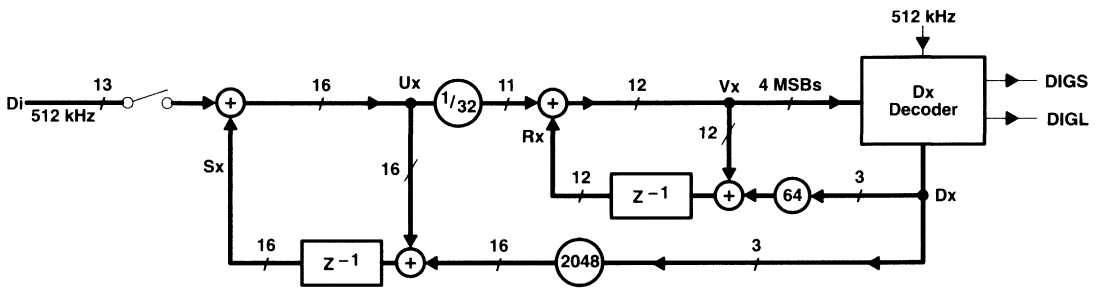 512 kHz
13
16
Ux
1/32
11
12
Vx
4 MSBs
Dx
Decoder
DIGS
DIGL
Di
512 kHz
Rx
12
Sx
16
12
Z⁻¹
64
3
Dx
16
Z⁻¹
16
2048
3